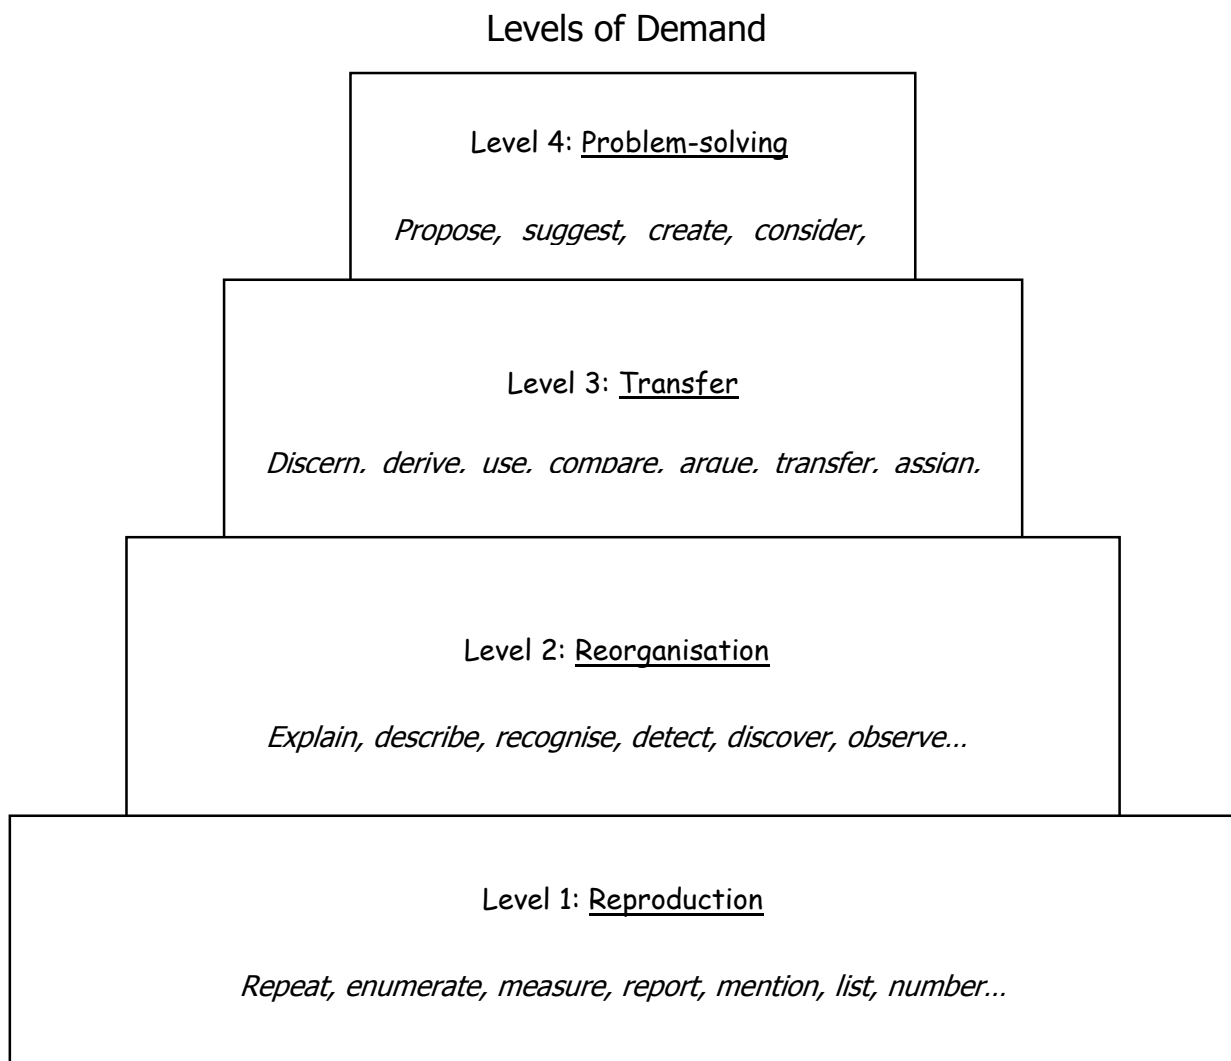 Levels of Demand
Level 4: Problem-solving
Propose, suggest, create, consider,
Level 3: Transfer
Discern, derive, use, compare, argue, transfer, assign,
Level 2: Reorganisation
Explain, describe, recognise, detect, discover, observe...
Level 1: Reproduction
Repeat, enumerate, measure, report, mention, list, number...